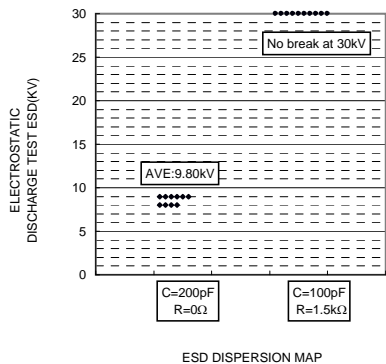 ELECTROSTATIC
DISCHARGE TEST ESD(KV)
30
25
20
15
10
5
0
No break at 30kV
AVE:9.80kV
C=200pF
R=0Ω
C=100pF
R=1.5kΩ
ESD DISPERSION MAP